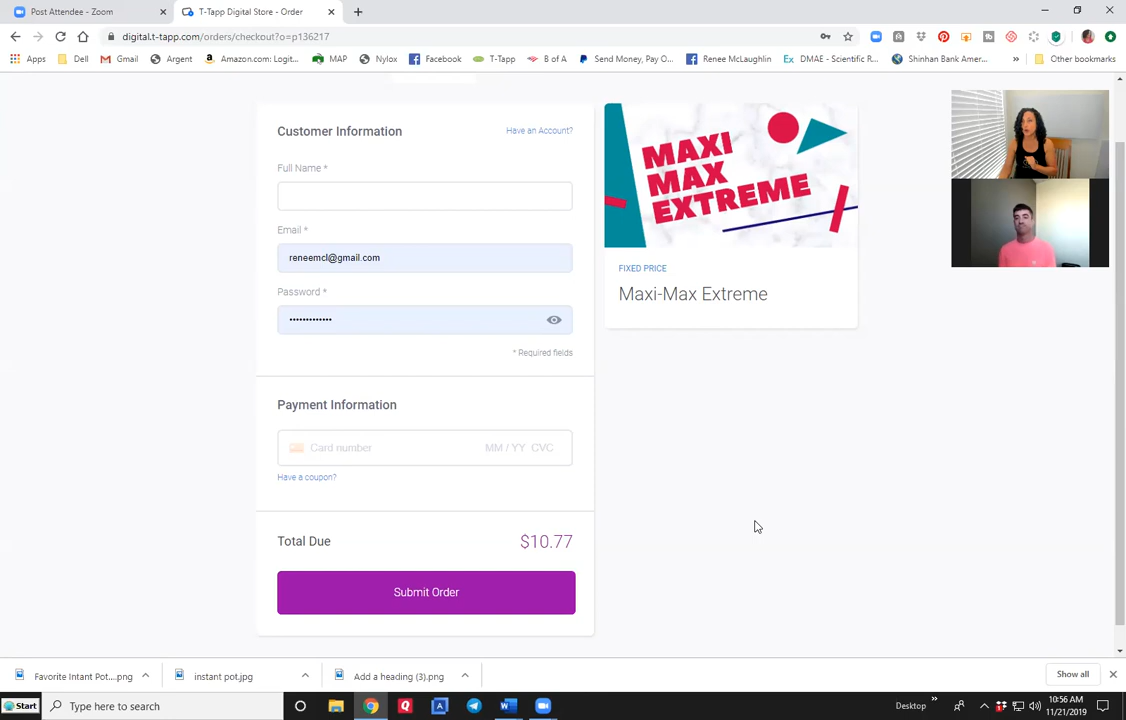 Post Attendee - Zoom
T-Tapp Digital Store - Order
digital.t-tapp.com/orders/checkout?o=p136217
Apps
Dell
Gmail
Argent
Amazon.com: Logit...
MAP
Nylox
Facebook
T-Tapp
B of A
Send Money, Pay O...
Renee McLaughlin
DMAE - Scientific R...
Shinhan Bank Amer...
Other bookmarks
Customer Information
Have an Account?
Full Name *
Email *
reneemcl@gmail.com
Password *
•••••••••••••
* Required fields
MAXI
MAX
EXTREME
FIXED PRICE
Maxi-Max Extreme
Payment Information
Card number
MM / YY CVC
Have a coupon?
Total Due
$10.77
Submit Order
Favorite Intant Pot....png
instant pot.jpg
Add a heading (3).png
Show all
Start
Type here to search
Desktop
10:56 AM
11/21/2019